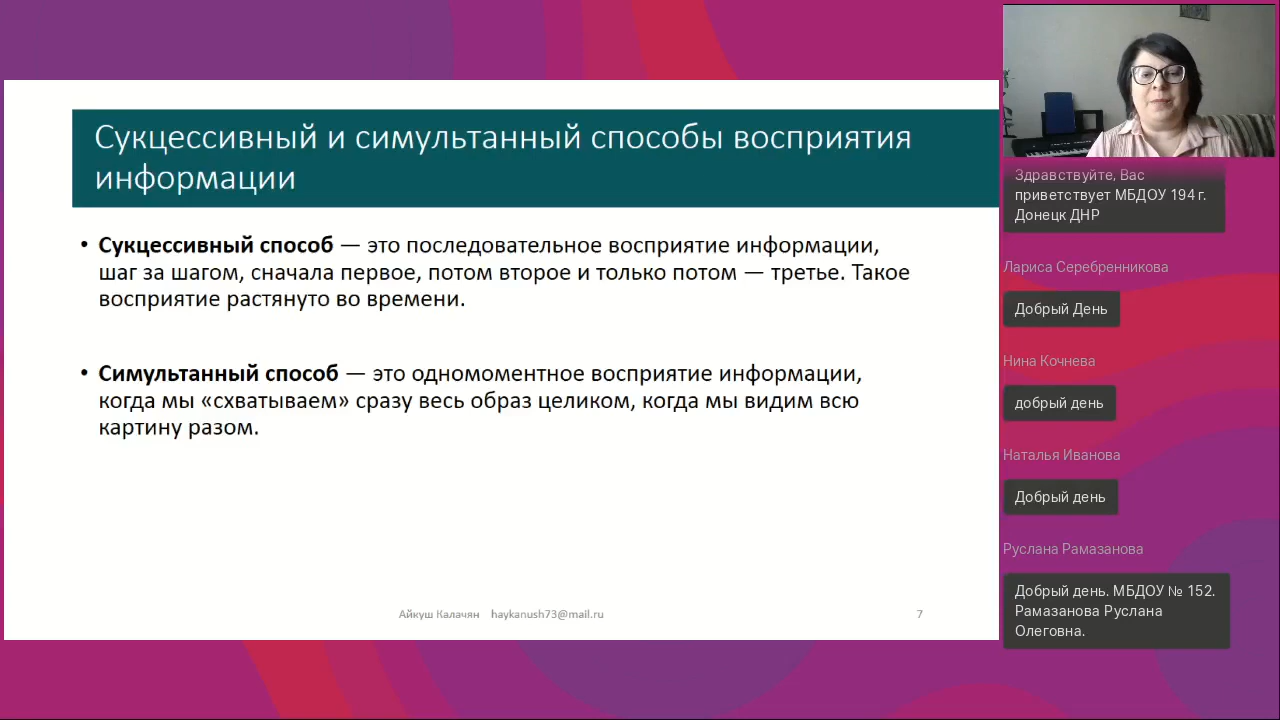 Сукцессивный и симультанный способы восприятия
информации
• Сукцессивный способ — это последовательное восприятие информации,
шаг за шагом, сначала первое, потом второе и только потом — третье. Такое
восприятие растянуто во времени.
• Симультанный способ — это одномоментное восприятие информации,
когда мы «схватываем» сразу весь образ целиком, когда мы видим всю
картину разом.
Айкуш Калачян haykanush73@mail.ru
7
Здравствуйте, Вас
приветствует МБДОУ 194 г.
Донецк ДНР
Лариса Серебренникова
Добрый День
Нина Кочнева
добрый день
Наталья Иванова
Добрый день
Руслана Рамазанова
Добрый день. МБДОУ № 152.
Рамазанова Руслана
Олеговна.